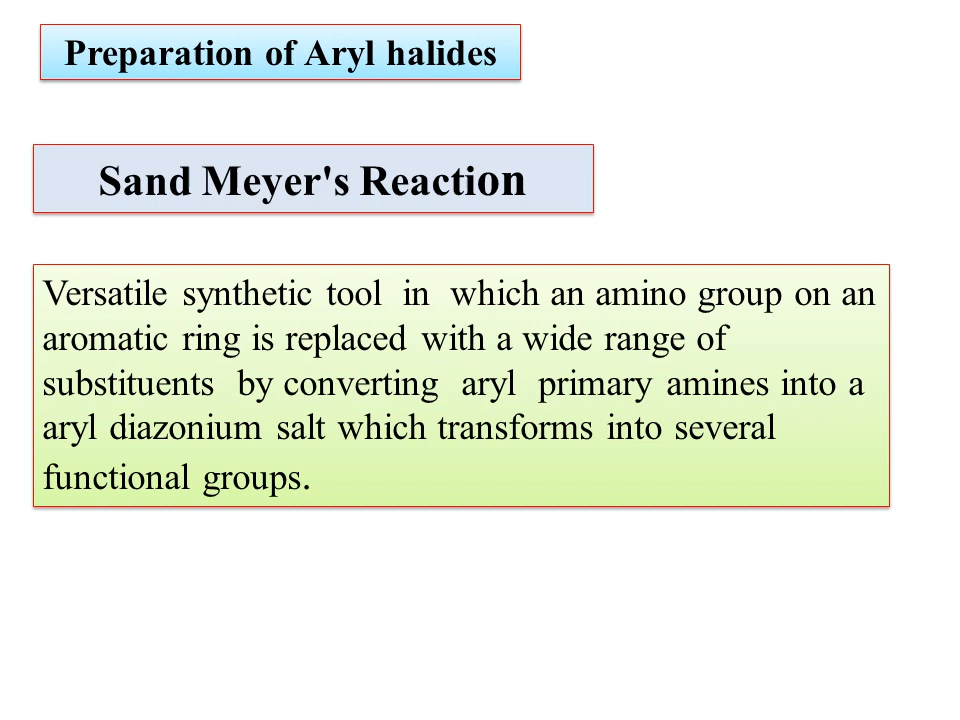 Preparation of Aryl halides
Sand Meyer's Reaction
Versatile synthetic tool in which an amino group on an
aromatic ring is replaced with a wide range of
substituents by converting aryl primary amines into a
aryl diazonium salt which transforms into several
functional groups.